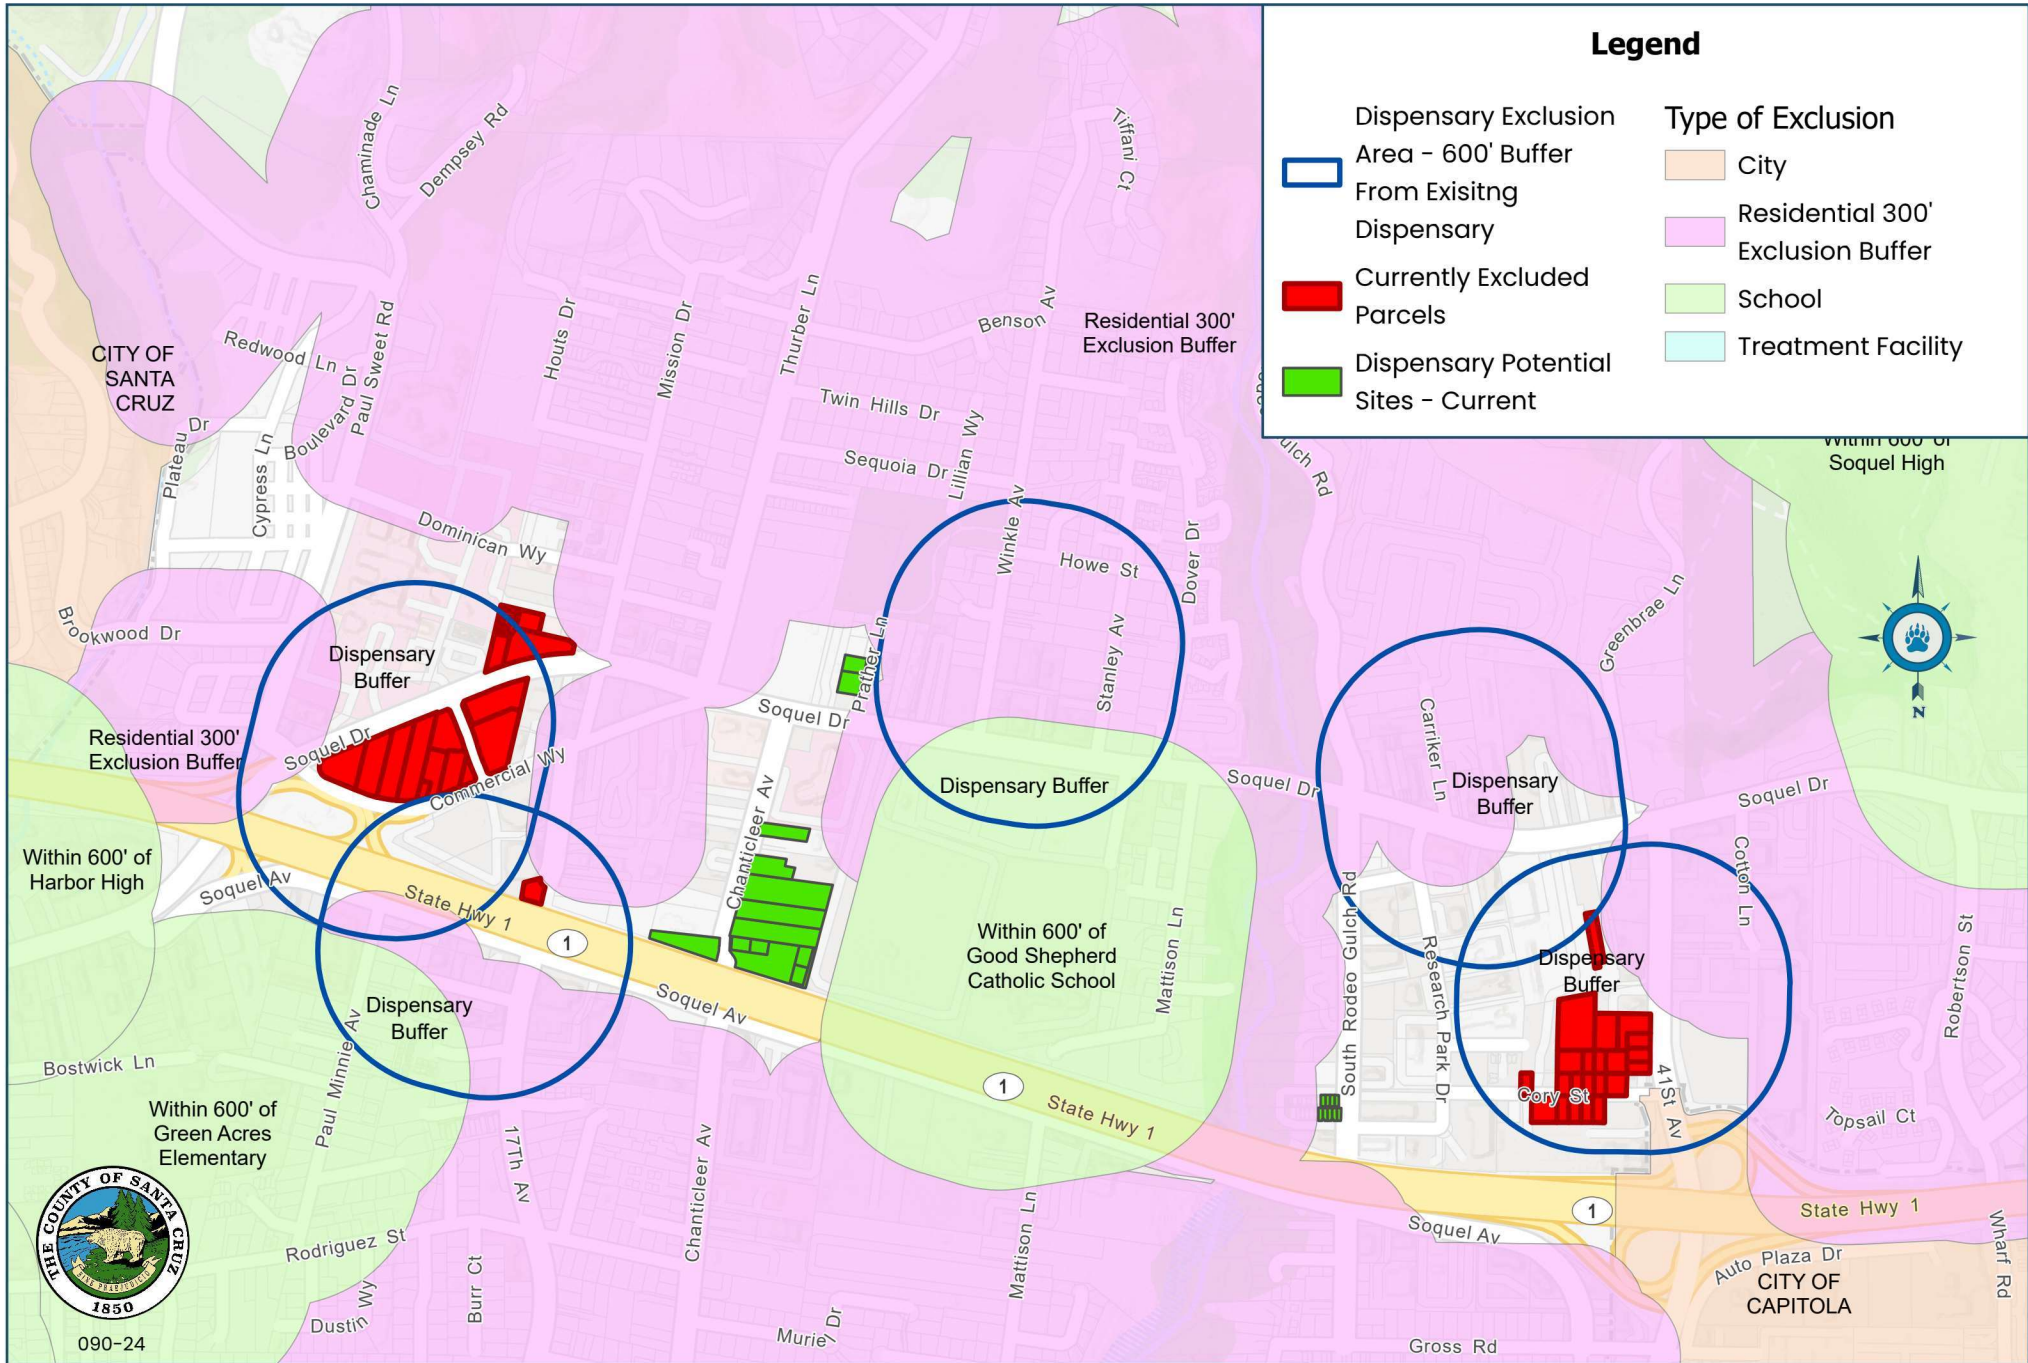 Legend
Dispensary Exclusion
Area - 600' Buffer
From Exisitng
Dispensary
Currently Excluded
Parcels
Dispensary Potential
Sites - Current
Type of Exclusion
City
Residential 300'
Exclusion Buffer
School
Treatment Facility
Chaminade Ln
Dempsey Rd
Tiffani Ct
Redwood Ln
Boulevard Dr
Paul Sweet Rd
Houts Dr
Mission Dr
Thurber Ln
Benson Av
Residential 300'
Exclusion Buffer
CITY OF
SANTA
CRUZ
Plateau Dr
Cypress Ln
Twin Hills Dr
Sequoia Dr
Lillian Wy
Winkle Av
ulch Rd
Within 600' of
Soquel High
Dominican Wy
Howe St
Dover Dr
Stanley Av
Greenbrae Ln
N
Brookwood Dr
Dispensary
Buffer
Prather Ln
Soquel Dr
Soquel Dr
Commercial Wy
Residential 300'
Exclusion Buffer
Chanticleer Av
Dispensary Buffer
Soquel Dr
Carriker Ln
Dispensary
Buffer
Soquel Dr
Cotton Ln
Within 600' of
Harbor High
Soquel Av
State Hwy 1
1
Within 600' of
Good Shepherd
Catholic School
Mattison Ln
South Rodeo Gulch Rd
Research Park Dr
Dispensary
Buffer
Robertson St
Dispensary
Buffer
Soquel Av
Paul Minnie Av
Bostwick Ln
1
State Hwy 1
Cory St
41St Av
Topsail Ct
Within 600' of
Green Acres
Elementary
17Th Av
Chanticleer Av
Mattison Ln
1
Soquel Av
State Hwy 1
Wharf Rd
Auto Plaza Dr
CITY OF
CAPITOLA
Rodriguez St
Burr Ct
Dustin Wy
Muriel Dr
Gross Rd
THE COUNTY OF SANTA CRUZ
SINE PRAEJUDICIO
1850
090-24